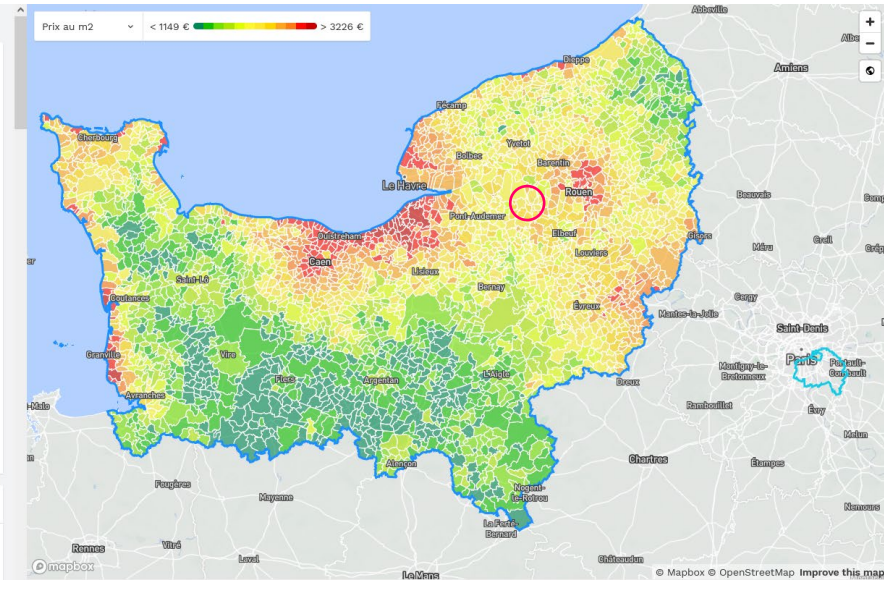 Abbeville
Prix au m2
< 1149 €
> 3226 €
+
−
Amiens
Dieppe
Fécamp
Cherbourg
Yvetot
Bolbec
Barentin
Le Havre
Rouen
Beauvais
Pont-Audemer
Ouistreham
Elbeuf
Gisors
Creil
Méru
Louviers
Caen
Lisieux
Saint-Lô
Bernay
Coutances
Cergy
Évreux
Mantes-la-Jolie
Saint-Denis
Granville
Vire
Paris
Pontault-
Combault
Montigny-le-
Bretonneux
L'Aigle
Flers
Argentan
Dreux
Avranches
-Malo
Rambouillet
Évry
Melun
Chartres
Étampes
Alençon
Fougères
Nogent-
le-Rotrou
Mayenne
Nemours
La Ferté-
Bernard
Rennes
Vitré
Laval
Châteaudun
mapbox
Le Mans
© Mapbox © OpenStreetMap Improve this map